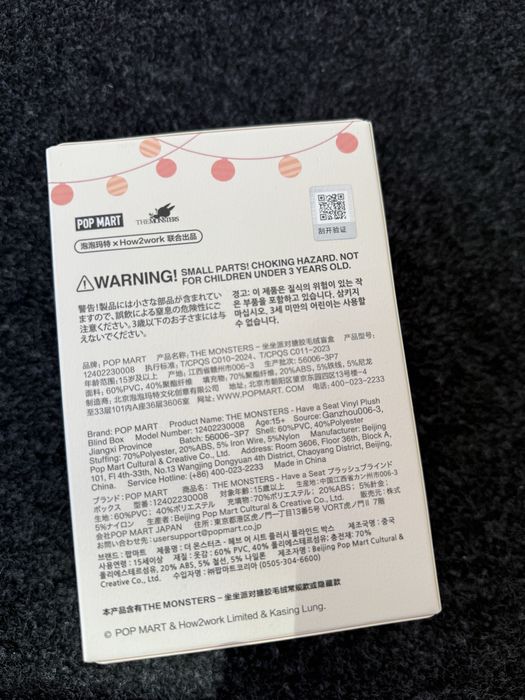 POP MART
THE MONSTERS
泡泡玛特 × How2work 联合出品
刮开验证
WARNING! SMALL PARTS! CHOKING HAZARD. NOT
FOR CHILDREN UNDER 3 YEARS OLD.
警告!製品には小さな部品が含まれてい
ますので、誤飲による窒息の危険性にご
注意ください。3歳以下のお子さまには与
えないでください。
경고: 이 제품은 질식의 위험이 있는 작
은 부품을 포함하고 있습니다. 삼키지
마십시오. 3세 미만의 어린이는 사용할
수 없습니다.
品牌: POP MART 产品名称: THE MONSTERS – 坐坐派对搪胶毛绒盲盒 产品型号:
12402230008 执行标准: T/CPQS C010-2024、T/CPQS C011-2023
年龄范围: 15岁及以上 产地: 江西省赣州市006-3 生产批次: 56006-3P7
面料: 60%PVC, 40%聚酯纤维 填充物: 70%聚酯纤维, 20%ABS, 5%铁线, 5%尼龙
制造商: 北京泡泡玛特文化创意有限公司 地址: 北京市朝阳区望京东园四区13号楼-4
至33层101内A座36层3606室 网址: WWW.POPMART.COM 电话: 400-023-2233
Brand: POP MART Product Name: THE MONSTERS - Have a Seat Vinyl Plush
Blind Box Model Number: 12402230008 Age:15+ Source: Ganzhou006-3,
Jiangxi Province Batch: 56006-3P7 Shell: 60%PVC, 40%Polyester
Stuffing: 70%Polyester, 20%ABS, 5% Iron Wire, 5%Nylon Manufacturer: Beijing
Pop Mart Cultural & Creative Co., Ltd. Address: Room 3606, Floor 36th, Block A,
101, Fl 4th-33th, No.13 Wangjing Dongyuan 4th District, Chaoyang District, Beijing,
China. Service Hotline: (+86) 400-023-2233 Made in China
ブランド: POP MART 商品名: THE MONSTERS - Have a Seat プラッシュブラインド
ボックス 型番: 12402230008 対象年齢: 15歳以上 生産地: 中国江西省カン州市006-3
生地: 60%PVC; 40%ポリエステル 充填物: 70%ポリエステル; 20%ABS; 5%針金;
5%ナイロン 生産者: Beijing Pop Mart Cultural & Creative Co., Ltd. 販売元: 株式
会社POP MART JAPAN 住所: 東京都港区虎ノ門一丁目13番5号 VORT虎ノ門Ⅱ 7階
お問い合わせ先: usersupport@popmart.co.jp
브랜드: 팝마트 제품명: 더 몬스터즈 - 해브 어 시트 플러시 블라인드 박스 제조국명: 중국
사용연령: 15세이상 재질: 겉감: 60% PVC, 40% 폴리에스테르섬유, 충전재: 70%
폴리에스테르섬유, 20% ABS, 5% 철선, 5% 나일론 제조자명: Beijing Pop Mart Cultural &
Creative Co., Ltd. 수입자명: ㈜팝마트코리아 (0505-304-6600)
本产品含有THE MONSTERS – 坐坐派对搪胶毛绒常规款或隐藏款
© POP MART & How2work Limited & Kasing Lung.